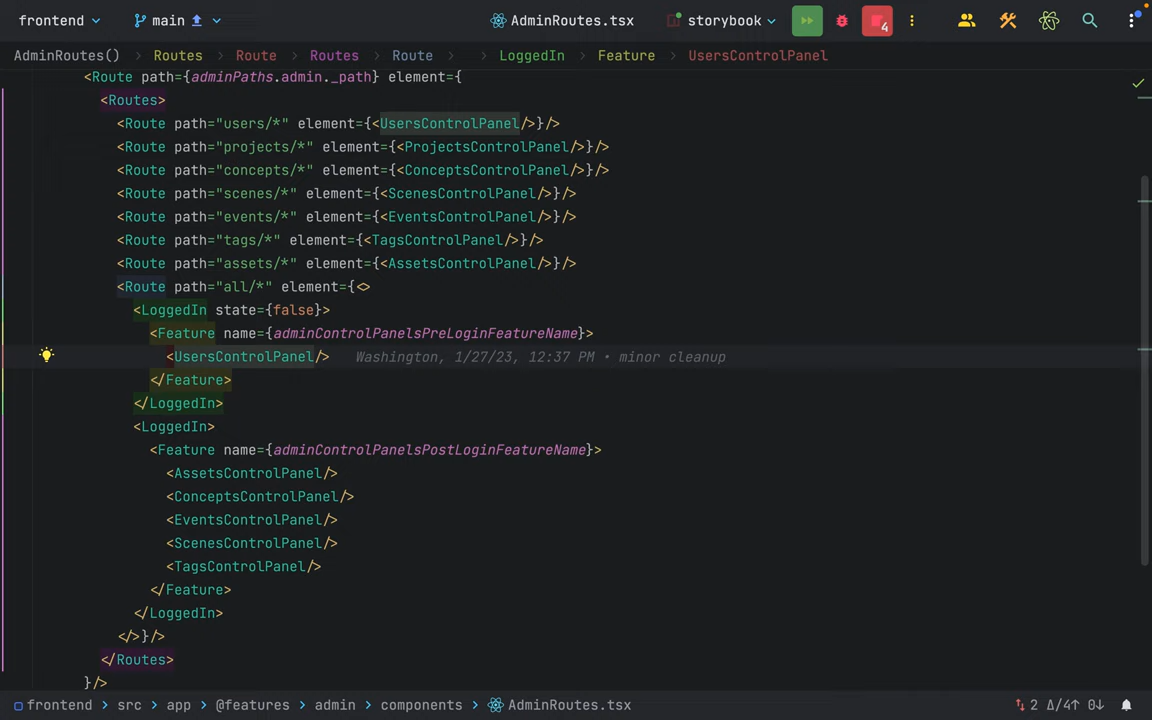 frontend main AdminRoutes.tsx storybook 4
AdminRoutes() Routes Route Routes Route LoggedIn Feature UsersControlPanel
<Route path={adminPaths.admin._path} element={
<Routes>
<Route path="users/*" element={<UsersControlPanel/>}/>
<Route path="projects/*" element={<ProjectsControlPanel/>}/>
<Route path="concepts/*" element={<ConceptsControlPanel/>}/>
<Route path="scenes/*" element={<ScenesControlPanel/>}/>
<Route path="events/*" element={<EventsControlPanel/>}/>
<Route path="tags/*" element={<TagsControlPanel/>}/>
<Route path="assets/*" element={<AssetsControlPanel/>}/>
<Route path="all/*" element={<>
<LoggedIn state={false}>
<Feature name={adminControlPanelsPreLoginFeatureName}>
<UsersControlPanel/> Washington, 1/27/23, 12:37 PM • minor cleanup
</Feature>
</LoggedIn>
<LoggedIn>
<Feature name={adminControlPanelsPostLoginFeatureName}>
<AssetsControlPanel/>
<ConceptsControlPanel/>
<EventsControlPanel/>
<ScenesControlPanel/>
<TagsControlPanel/>
</Feature>
</LoggedIn>
</>}/>
</Routes>
}/>
frontend > src > app > @features > admin > components > AdminRoutes.tsx 2 Δ/4↑ 0↓